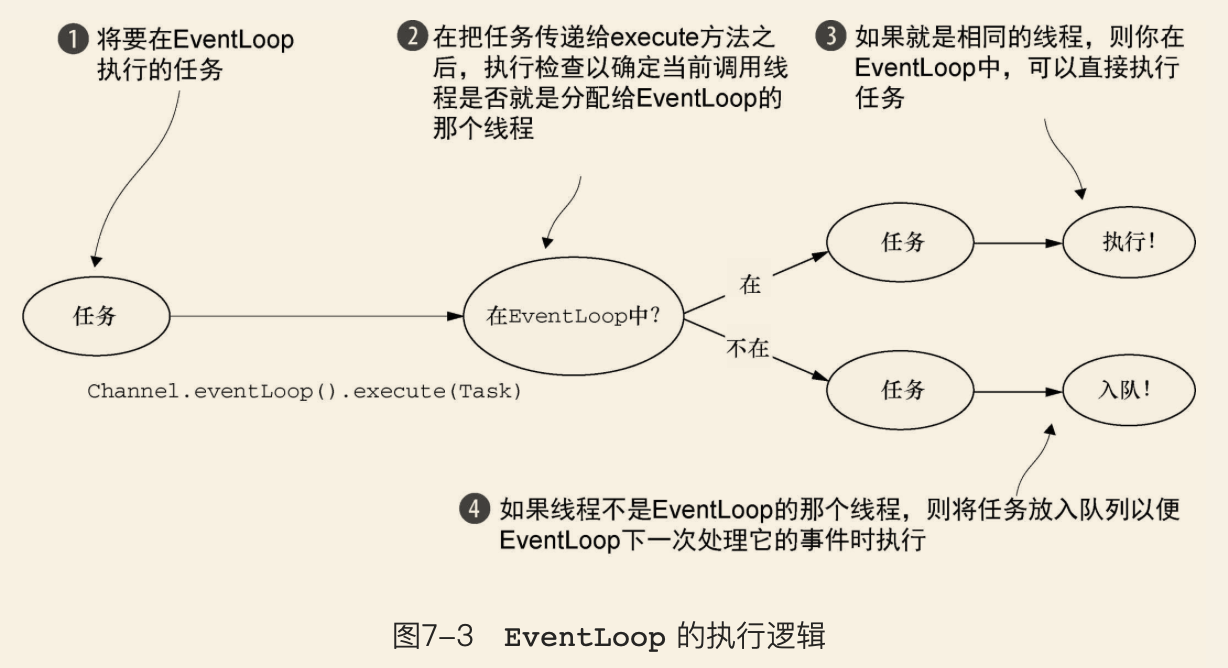 1 将要在EventLoop
执行的任务
2 在把任务传递给execute方法之
后，执行检查以确定当前调用线
程是否就是分配给EventLoop的
那个线程
3 如果就是相同的线程，则你在
EventLoop中，可以直接执行
任务
任务
Channel.eventLoop().execute(Task)
在EventLoop中？
在
任务
执行！
不在
任务
入队！
4 如果线程不是EventLoop的那个线程，则将任务放入队列以便
EventLoop下一次处理它的事件时执行
图7–3 EventLoop 的执行逻辑